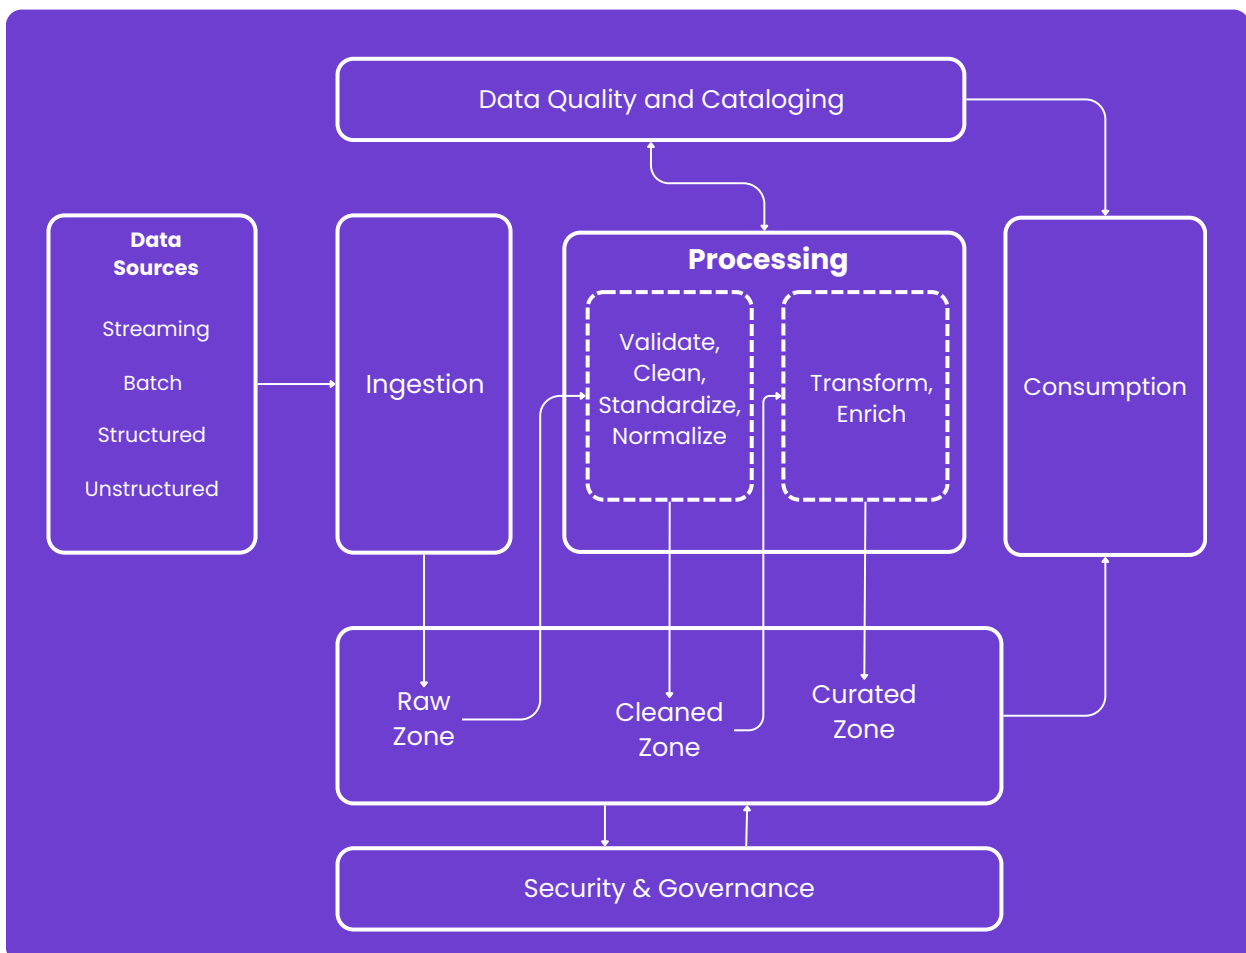 Data Quality and Cataloging
Data
Sources
Streaming
Batch
Structured
Unstructured
Ingestion
Processing
Validate,
Clean,
Standardize,
Normalize
Transform,
Enrich
Consumption
Raw
Zone
Cleaned
Zone
Curated
Zone
Security & Governance